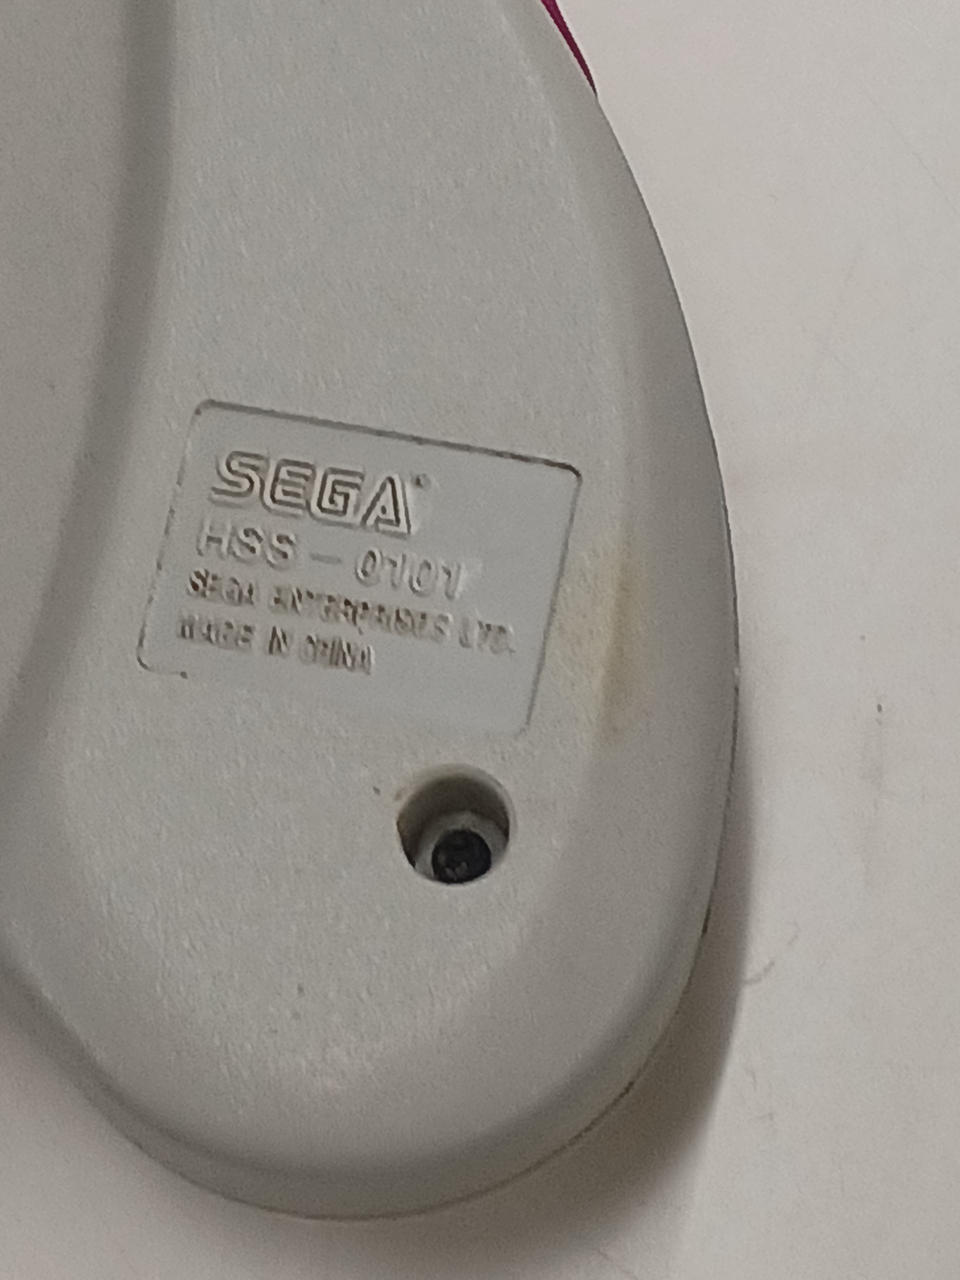 SEGA®
HSS-0101
SEGA ENTERPRISES LTD.
MADE IN CHINA